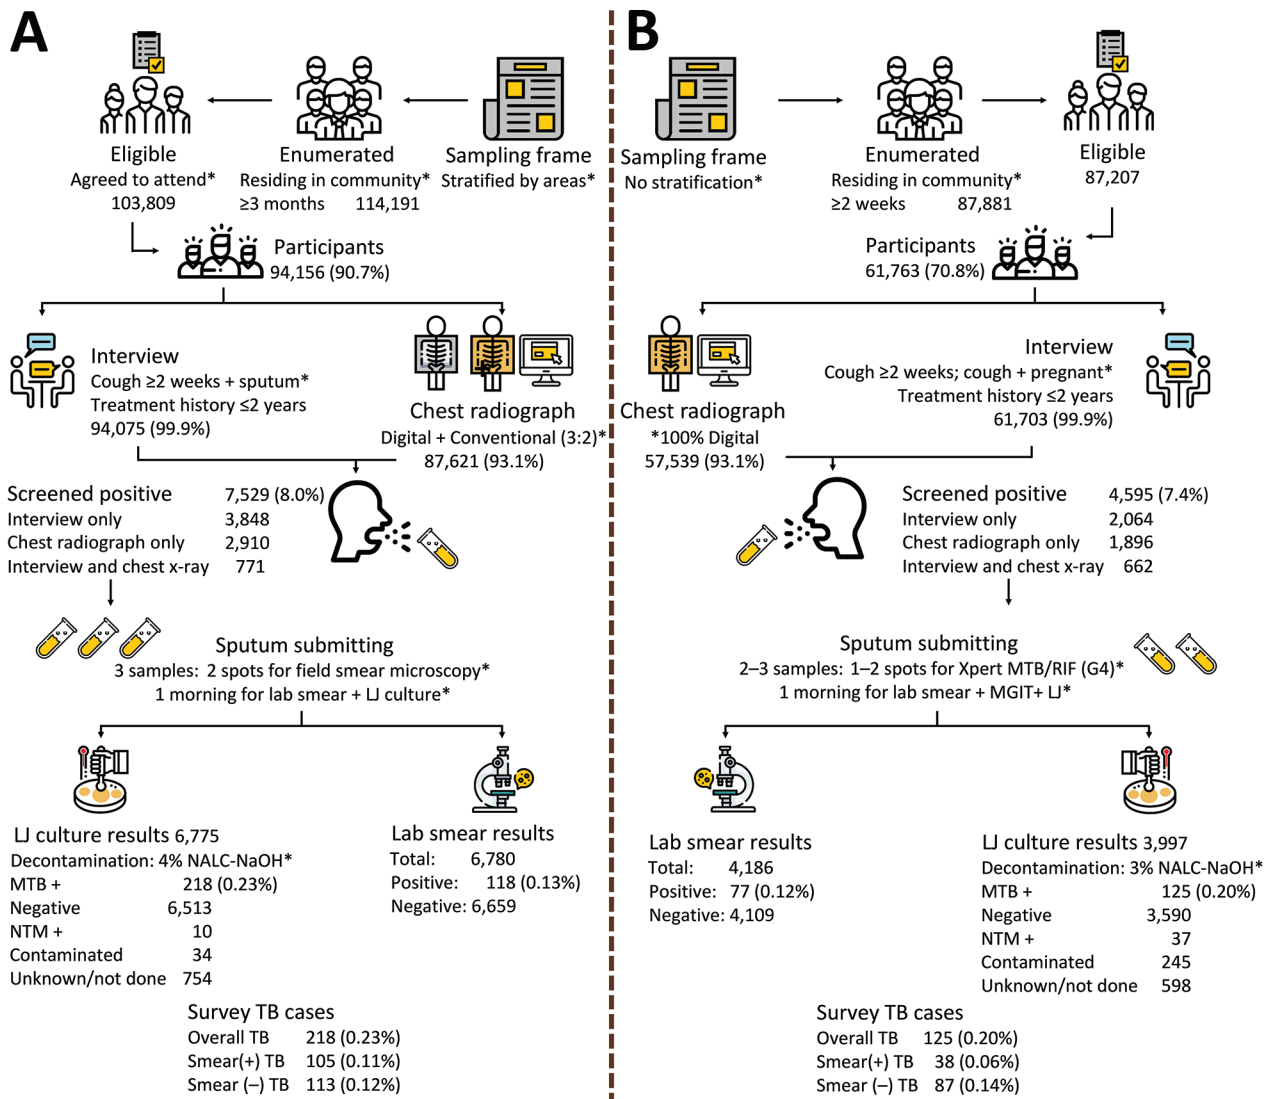 A
Eligible
Agreed to attend*
103,809
Enumerated
Residing in community*
≥3 months 114,191
Sampling frame
Stratified by areas*
Participants
94,156 (90.7%)
Interview
Cough ≥2 weeks + sputum*
Treatment history ≤2 years
94,075 (99.9%)
Chest radiograph
Digital + Conventional (3:2)*
87,621 (93.1%)
Screened positive 7,529 (8.0%)
Interview only 3,848
Chest radiograph only 2,910
Interview and chest x-ray 771
Sputum submitting
3 samples: 2 spots for field smear microscopy*
1 morning for lab smear + LJ culture*
LJ culture results 6,775
Decontamination: 4% NALC-NaOH*
MTB + 218 (0.23%)
Negative 6,513
NTM + 10
Contaminated 34
Unknown/not done 754
Lab smear results
Total: 6,780
Positive: 118 (0.13%)
Negative: 6,659
Survey TB cases
Overall TB 218 (0.23%)
Smear(+) TB 105 (0.11%)
Smear (–) TB 113 (0.12%)
B
Sampling frame
No stratification*
Enumerated
Residing in community*
≥2 weeks 87,881
Eligible
87,207
Participants
61,763 (70.8%)
Chest radiograph
*100% Digital
57,539 (93.1%)
Interview
Cough ≥2 weeks; cough + pregnant*
Treatment history ≤2 years
61,703 (99.9%)
Screened positive 4,595 (7.4%)
Interview only 2,064
Chest radiograph only 1,896
Interview and chest x-ray 662
Sputum submitting
2–3 samples: 1–2 spots for Xpert MTB/RIF (G4)*
1 morning for lab smear + MGIT+ LJ*
Lab smear results
Total: 4,186
Positive: 77 (0.12%)
Negative: 4,109
LJ culture results 3,997
Decontamination: 3% NALC-NaOH*
MTB + 125 (0.20%)
Negative 3,590
NTM + 37
Contaminated 245
Unknown/not done 598
Survey TB cases
Overall TB 125 (0.20%)
Smear(+) TB 38 (0.06%)
Smear (–) TB 87 (0.14%)